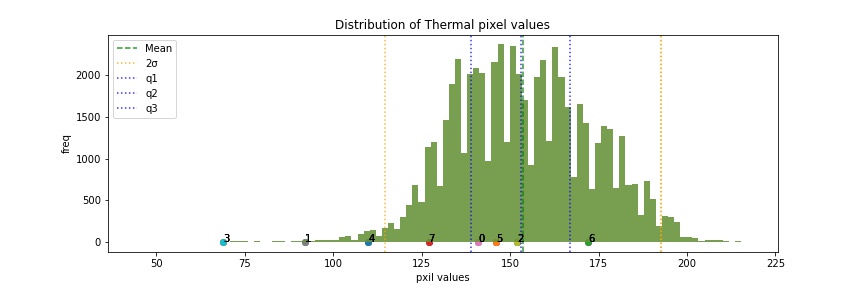 Distribution of Thermal pixel values
Mean
2σ
q1
q2
q3
freq
2000
1500
1000
500
0
3 1 4 7 0 5 2 6
50 75 100 125 150 175 200 225
pxil values